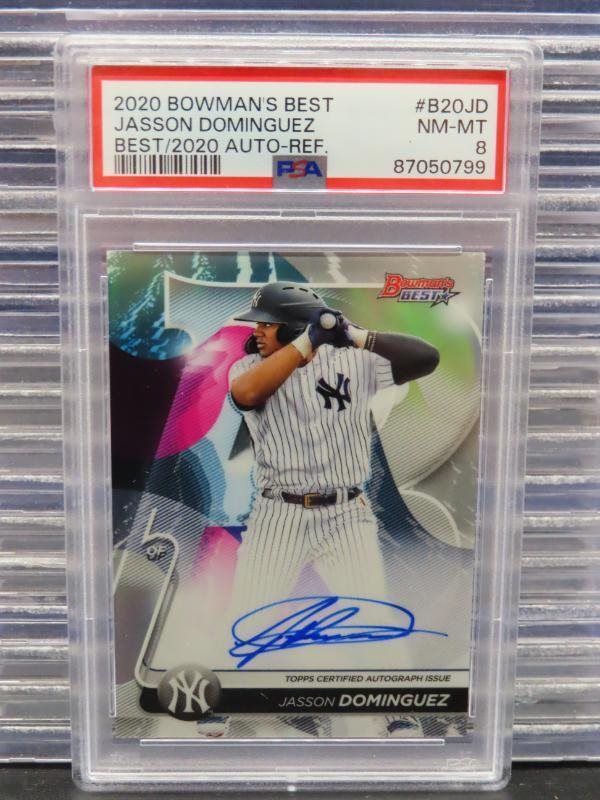 2020 BOWMAN'S BEST #B20JD
JASSON DOMINGUEZ NM-MT
BEST/2020 AUTO-REF. 8
PSA 87050799
Bowman's
BEST
NY
NY
OF
TOPPS CERTIFIED AUTOGRAPH ISSUE
NY JASSON DOMINGUEZ